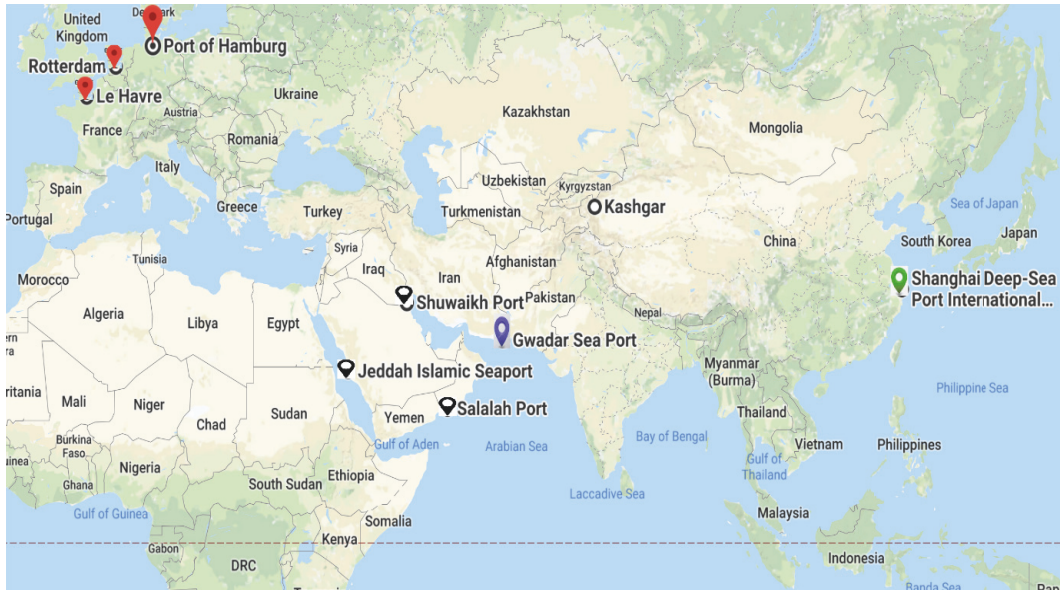 United
Kingdom
Port of Hamburg
Rotterdam
Le Havre
Ukraine
Kazakhstan
Mongolia
Austria
France
Romania
Italy
Uzbekistan
Kyrgyzstan
Spain
Kashgar
Sea of Japan
Portugal
Greece
Turkey
Turkmenistan
China
South Korea
Japan
Syria
Tunisia
Afghanistan
Iraq
Iran
Morocco
Shanghai Deep-Sea
Port International...
Shuwaikh Port
Pakistan
Algeria
Libya
Egypt
Nepal
Gwadar Sea Port
Myanmar
(Burma)
Jeddah Islamic Seaport
Philippine Sea
Mali
Niger
Chad
Sudan
Yemen
Salalah Port
Thailand
Gulf of Aden
Arabian Sea
Bay of Bengal
Vietnam
Philippines
Burkina
Faso
Nigeria
Ethiopia
Gulf of
Thailand
Ghana
South Sudan
Laccadive Sea
Gulf of Guinea
Somalia
Malaysia
Kenya
Gabon
DRC
Indonesia
Banda Sea